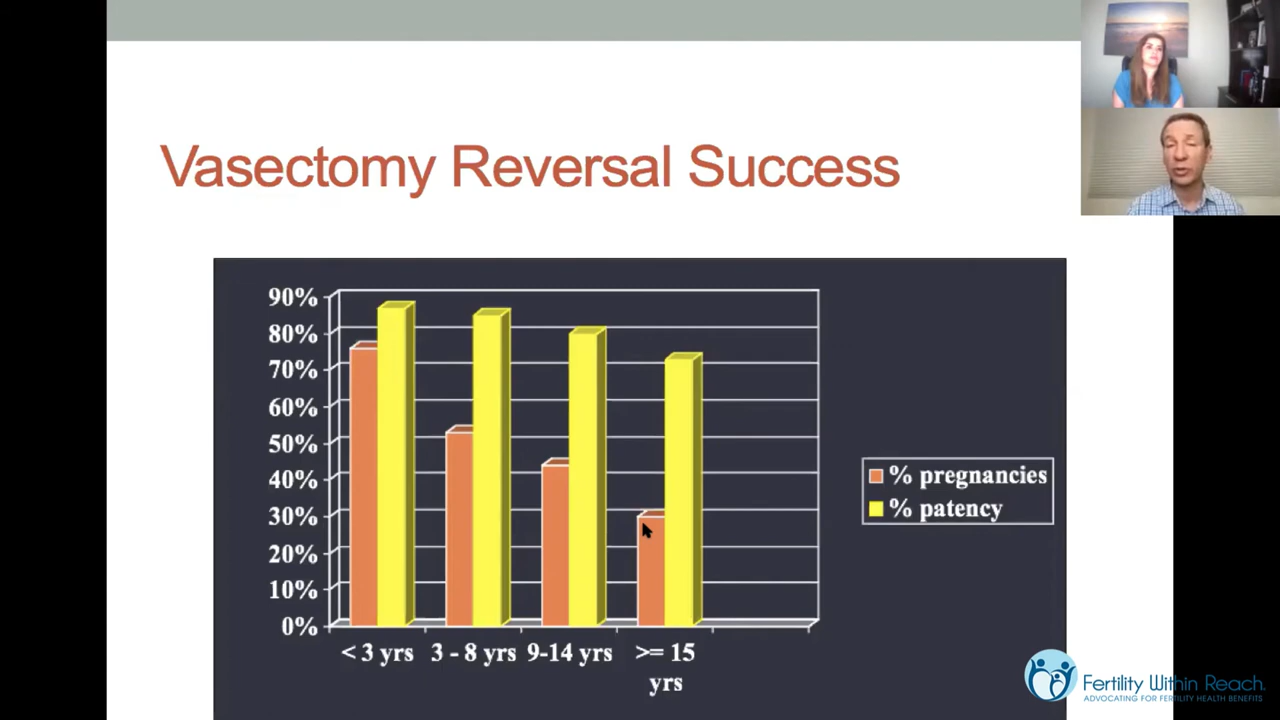 Vasectomy Reversal Success
90%
80%
70%
60%
50%
40%
30%
20%
10%
0%
< 3 yrs 3 - 8 yrs 9-14 yrs >= 15
yrs
% pregnancies
% patency
Fertility Within Reach.
ADVOCATING FOR FERTILITY HEALTH BENEFITS